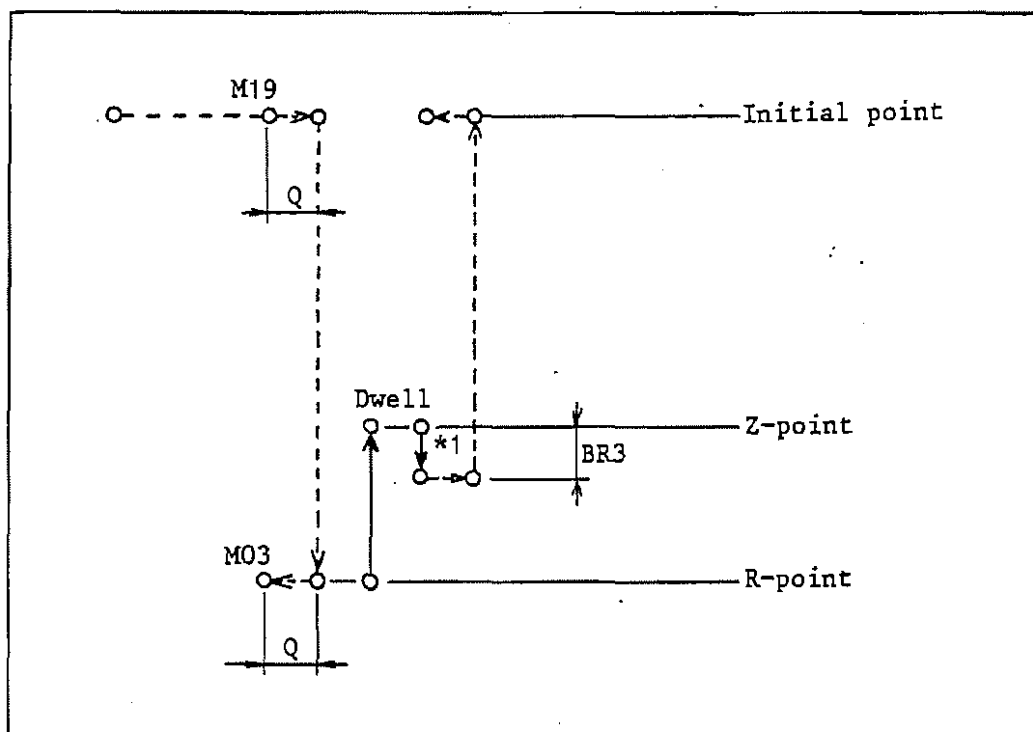 M19
Initial point
Q
Dwell
Z-point
*1
BR3
M03
R-point
Q